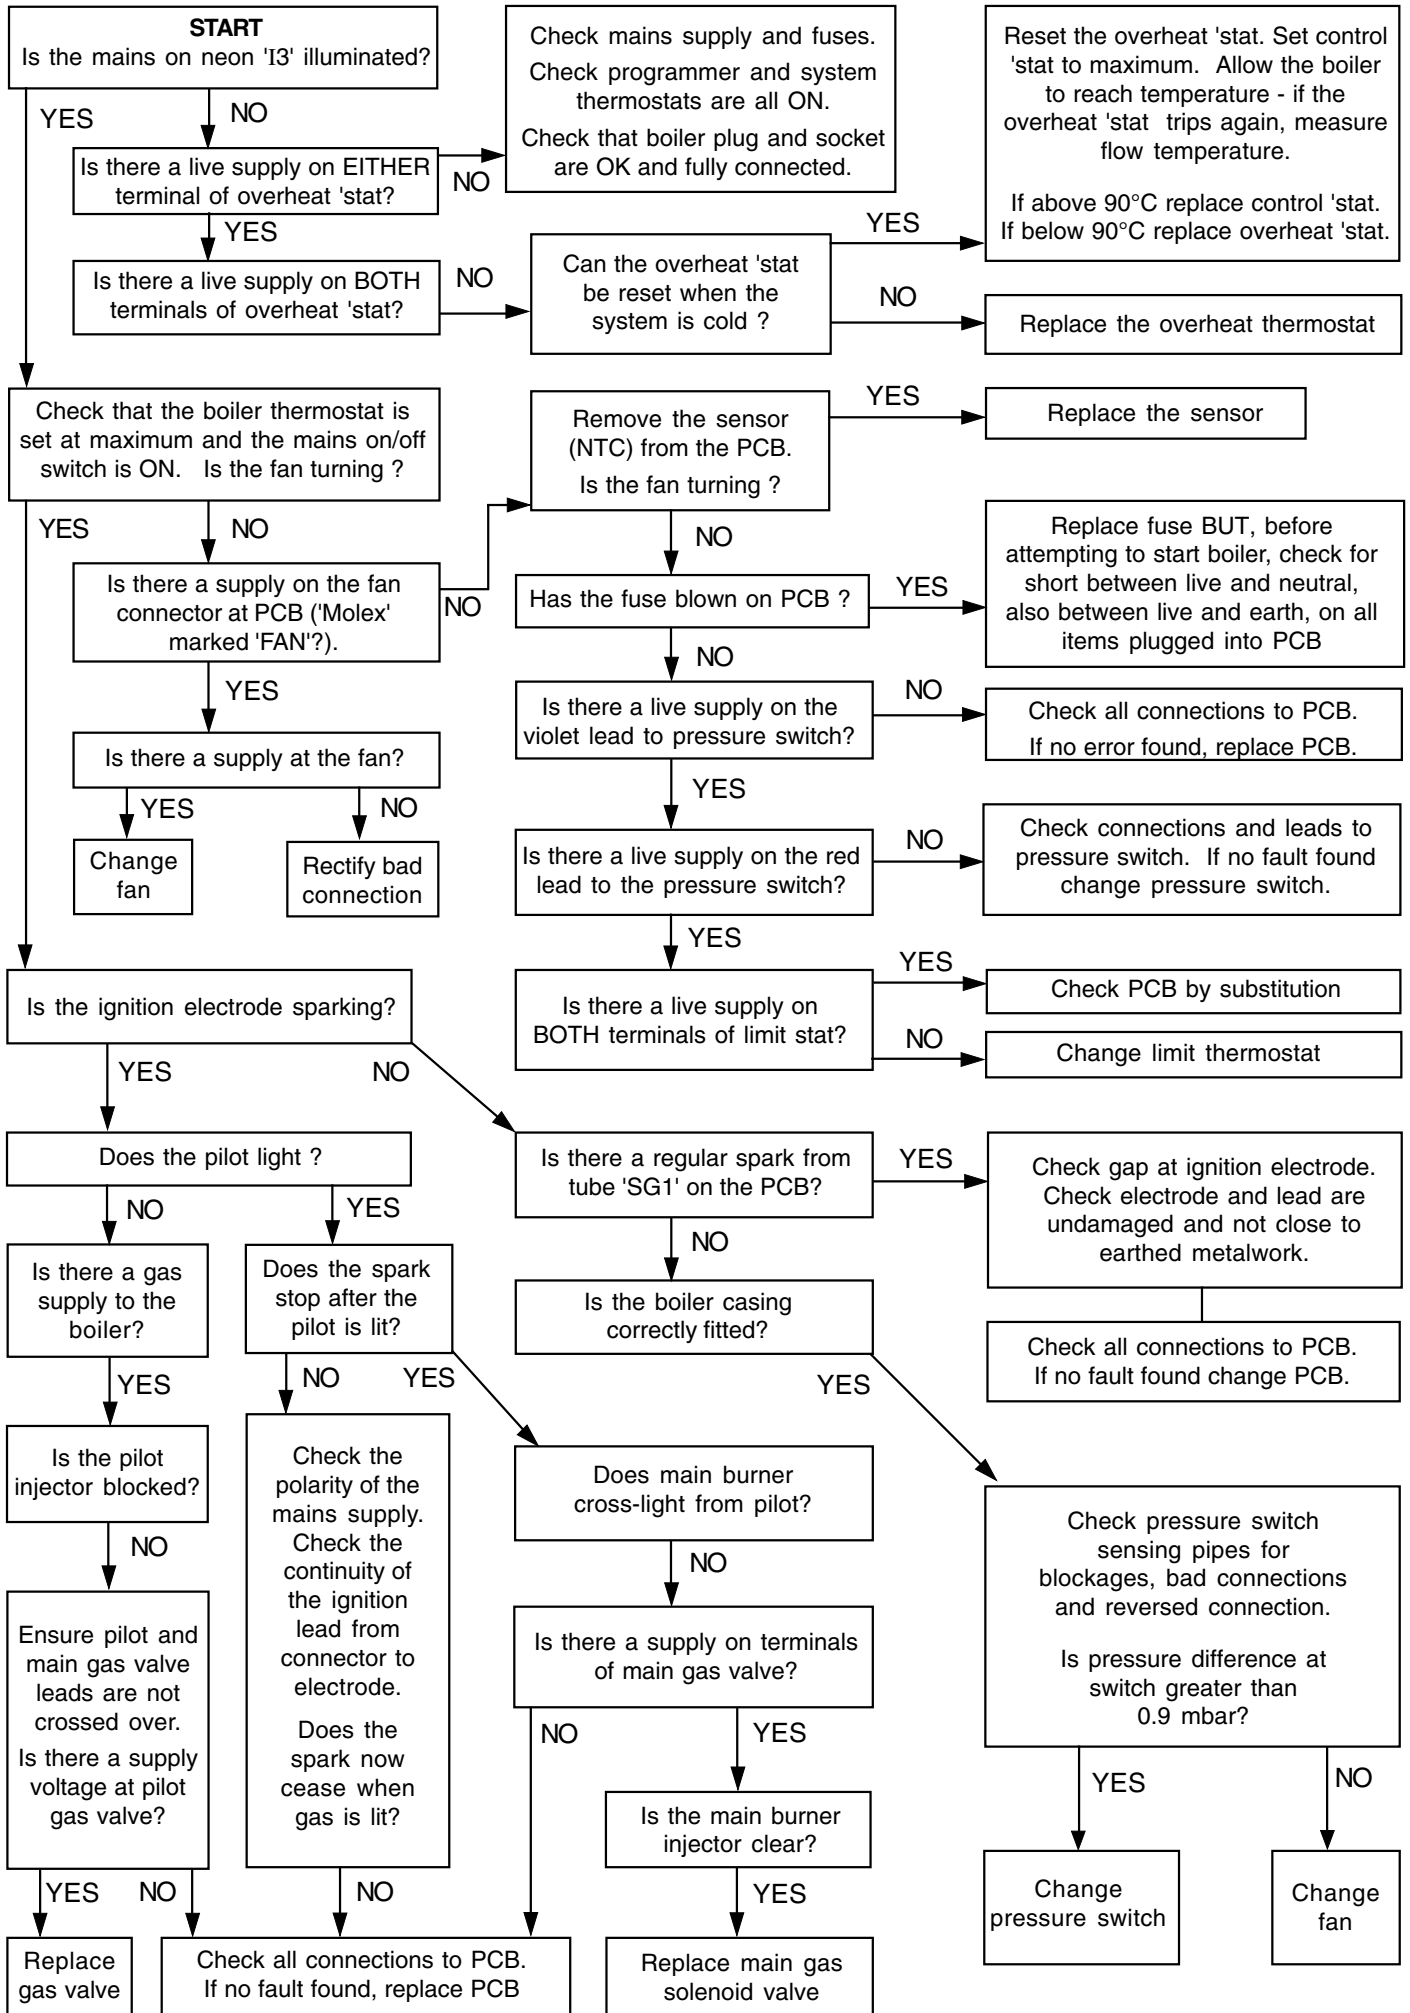 START
Is the mains on neon 'I3' illuminated?
YES
NO
Is there a live supply on EITHER
terminal of overheat 'stat?
NO
Check mains supply and fuses.
Check programmer and system
thermostats are all ON.
Check that boiler plug and socket
are OK and fully connected.
YES
Is there a live supply on BOTH
terminals of overheat 'stat?
NO
Can the overheat 'stat
be reset when the
system is cold ?
YES
Reset the overheat 'stat. Set control
'stat to maximum. Allow the boiler
to reach temperature - if the
overheat 'stat trips again, measure
flow temperature.
If above 90°C replace control 'stat.
If below 90°C replace overheat 'stat.
NO
Replace the overheat thermostat
Check that the boiler thermostat is
set at maximum and the mains on/off
switch is ON. Is the fan turning ?
YES
NO
Is there a supply on the fan
connector at PCB ('Molex'
marked 'FAN'?).
NO
YES
Is there a supply at the fan?
YES
NO
Change
fan
Rectify bad
connection
Remove the sensor
(NTC) from the PCB.
Is the fan turning ?
YES
Replace the sensor
NO
Has the fuse blown on PCB ?
YES
Replace fuse BUT, before
attempting to start boiler, check for
short between live and neutral,
also between live and earth, on all
items plugged into PCB
NO
Is there a live supply on the
violet lead to pressure switch?
NO
Check all connections to PCB.
If no error found, replace PCB.
YES
Is there a live supply on the red
lead to the pressure switch?
NO
Check connections and leads to
pressure switch. If no fault found
change pressure switch.
YES
Is there a live supply on
BOTH terminals of limit stat?
YES
Check PCB by substitution
NO
Change limit thermostat
Is the ignition electrode sparking?
YES
NO
Does the pilot light ?
NO
YES
Is there a gas
supply to the
boiler?
YES
Is the pilot
injector blocked?
NO
Ensure pilot and
main gas valve
leads are not
crossed over.
Is there a supply
voltage at pilot
gas valve?
YES
NO
Replace
gas valve
Does the spark
stop after the
pilot is lit?
NO
YES
Check the
polarity of the
mains supply.
Check the
continuity of
the ignition
lead from
connector to
electrode.
Does the
spark now
cease when
gas is lit?
NO
Check all connections to PCB.
If no fault found, replace PCB
Is there a regular spark from
tube 'SG1' on the PCB?
YES
Check gap at ignition electrode.
Check electrode and lead are
undamaged and not close to
earthed metalwork.
Check all connections to PCB.
If no fault found change PCB.
NO
Is the boiler casing
correctly fitted?
YES
Does main burner
cross-light from pilot?
NO
Is there a supply on terminals
of main gas valve?
NO
YES
Is the main burner
injector clear?
YES
Replace main gas
solenoid valve
Check pressure switch
sensing pipes for
blockages, bad connections
and reversed connection.
Is pressure difference at
switch greater than
0.9 mbar?
YES
NO
Change
pressure switch
Change
fan